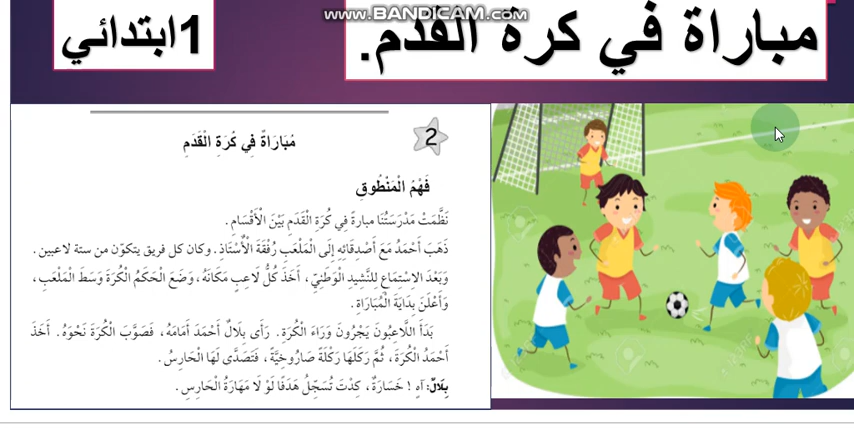 www.BANDICAM.com
مباراة في كرة القدم.
1ابتدائي
2
مُبَارَاةٌ فِي كُرَةِ الْقَدَمِ
فَهْمُ الْمَنْطُوقِ
نَظَّمَتْ مَدْرَسَتُنَا مبارةً فِي كُرَةِ الْقَدَمِ بَيْنَ الْأَقْسَامِ.
ذَهَبَ أَحْمَدُ مَعَ أَصْدِقَائِهِ إِلَى الْمَلْعَبِ رُفْقَةَ الْأُسْتَاذِ. وكان كل فريق يتكوّن من ستة لاعبين.
وَبَعْدَ الِاسْتِمَاعِ لِلنَّشِيدِ الْوَطَنِيِّ، أَخَذَ كُلُّ لَاعِبٍ مَكَانَهُ، وَضَعَ الْحَكَمُ الْكُرَةَ وَسَطَ الْمَلْعَبِ،
وَأَعْلَنَ بِدَايَةَ الْمُبَارَاةِ.
بَدَأَ اللَّاعِبُونَ يَجْرُونَ وَرَاءَ الْكُرَةِ. رَأَى بِلَالٌ أَحْمَدَ أَمَامَهُ، فَصَوَّبَ الْكُرَةَ نَحْوَهُ. أَخَذَ
أَحْمَدُ الْكُرَةَ، ثُمَّ رَكَلَهَا رَكْلَةً صَارُوخِيَّةً، فَتَصَدَّى لَهَا الْحَارِسُ.
بِلَالٌ: آهٍ ! خَسَارَةٌ، كِدْتَ تُسَجِّلُ هَدَفًا لَوْ لَا مَهَارَةُ الْحَارِسِ.